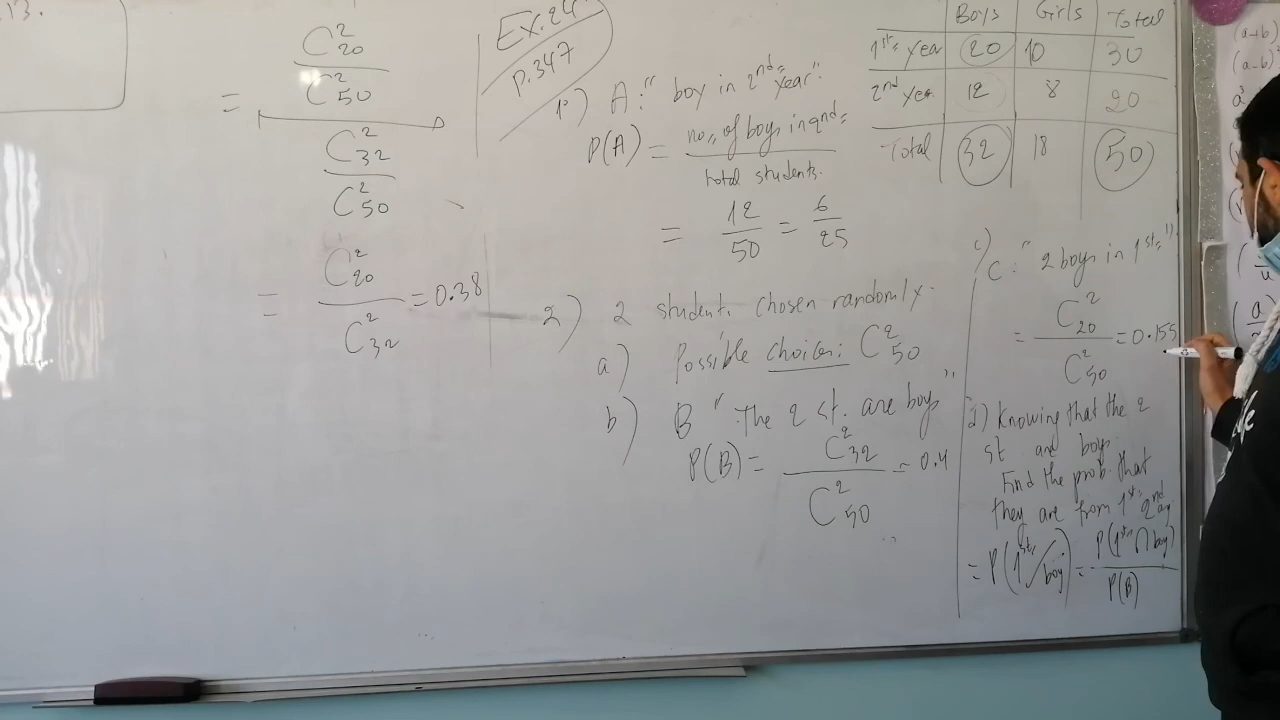 13.
= C²₂₀ / C²₅₀
C²₃₂ / C²₅₀
= C²₂₀ / C²₃₂ = 0.38
Ex.24
p.347
1) A: "boy in 2nd year".
P(A) = no. of boys in 2nd / total students.
= 12/50 = 6/25
2) 2 student. chosen randomly.
a) Possible choices: C²₅₀
b) B "The 2 st. are boys"
P(B) = C²₃₂ / C²₅₀ = 0.4
Boys Girls Total
1st year 20 10 30
2nd year 12 8 20
Total 32 18 50
c) C: "2 boys in 1st"
= C²₂₀ / C²₅₀ = 0.155
d) Knowing that the 2
st are boys.
Find the prob. that
they are from 1st
= P(1st/boy) = P(1st ∩ boy) / P(B)
(a+b)
(a-b)
a³